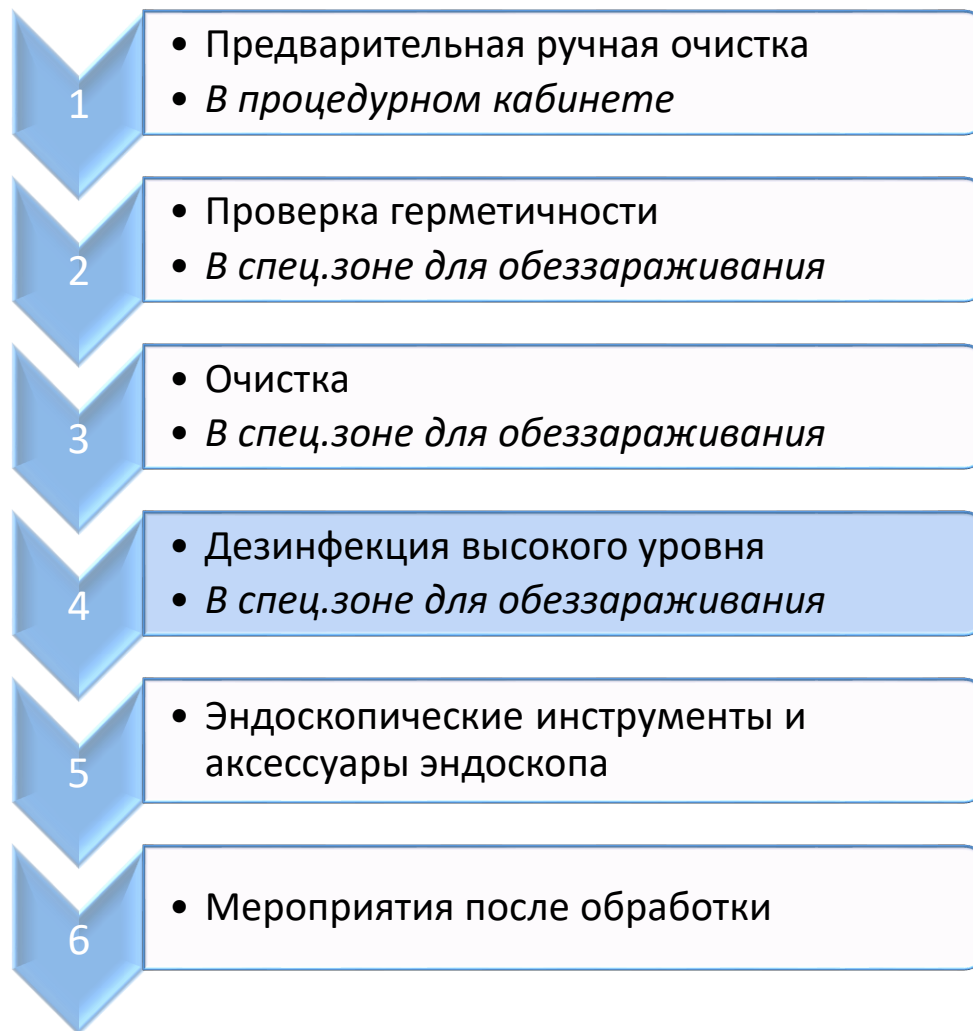 1
• Предварительная ручная очистка
• В процедурном кабинете
2
• Проверка герметичности
• В спец.зоне для обеззараживания
3
• Очистка
• В спец.зоне для обеззараживания
4
• Дезинфекция высокого уровня
• В спец.зоне для обеззараживания
5
• Эндоскопические инструменты и
аксессуары эндоскопа
6
• Мероприятия после обработки